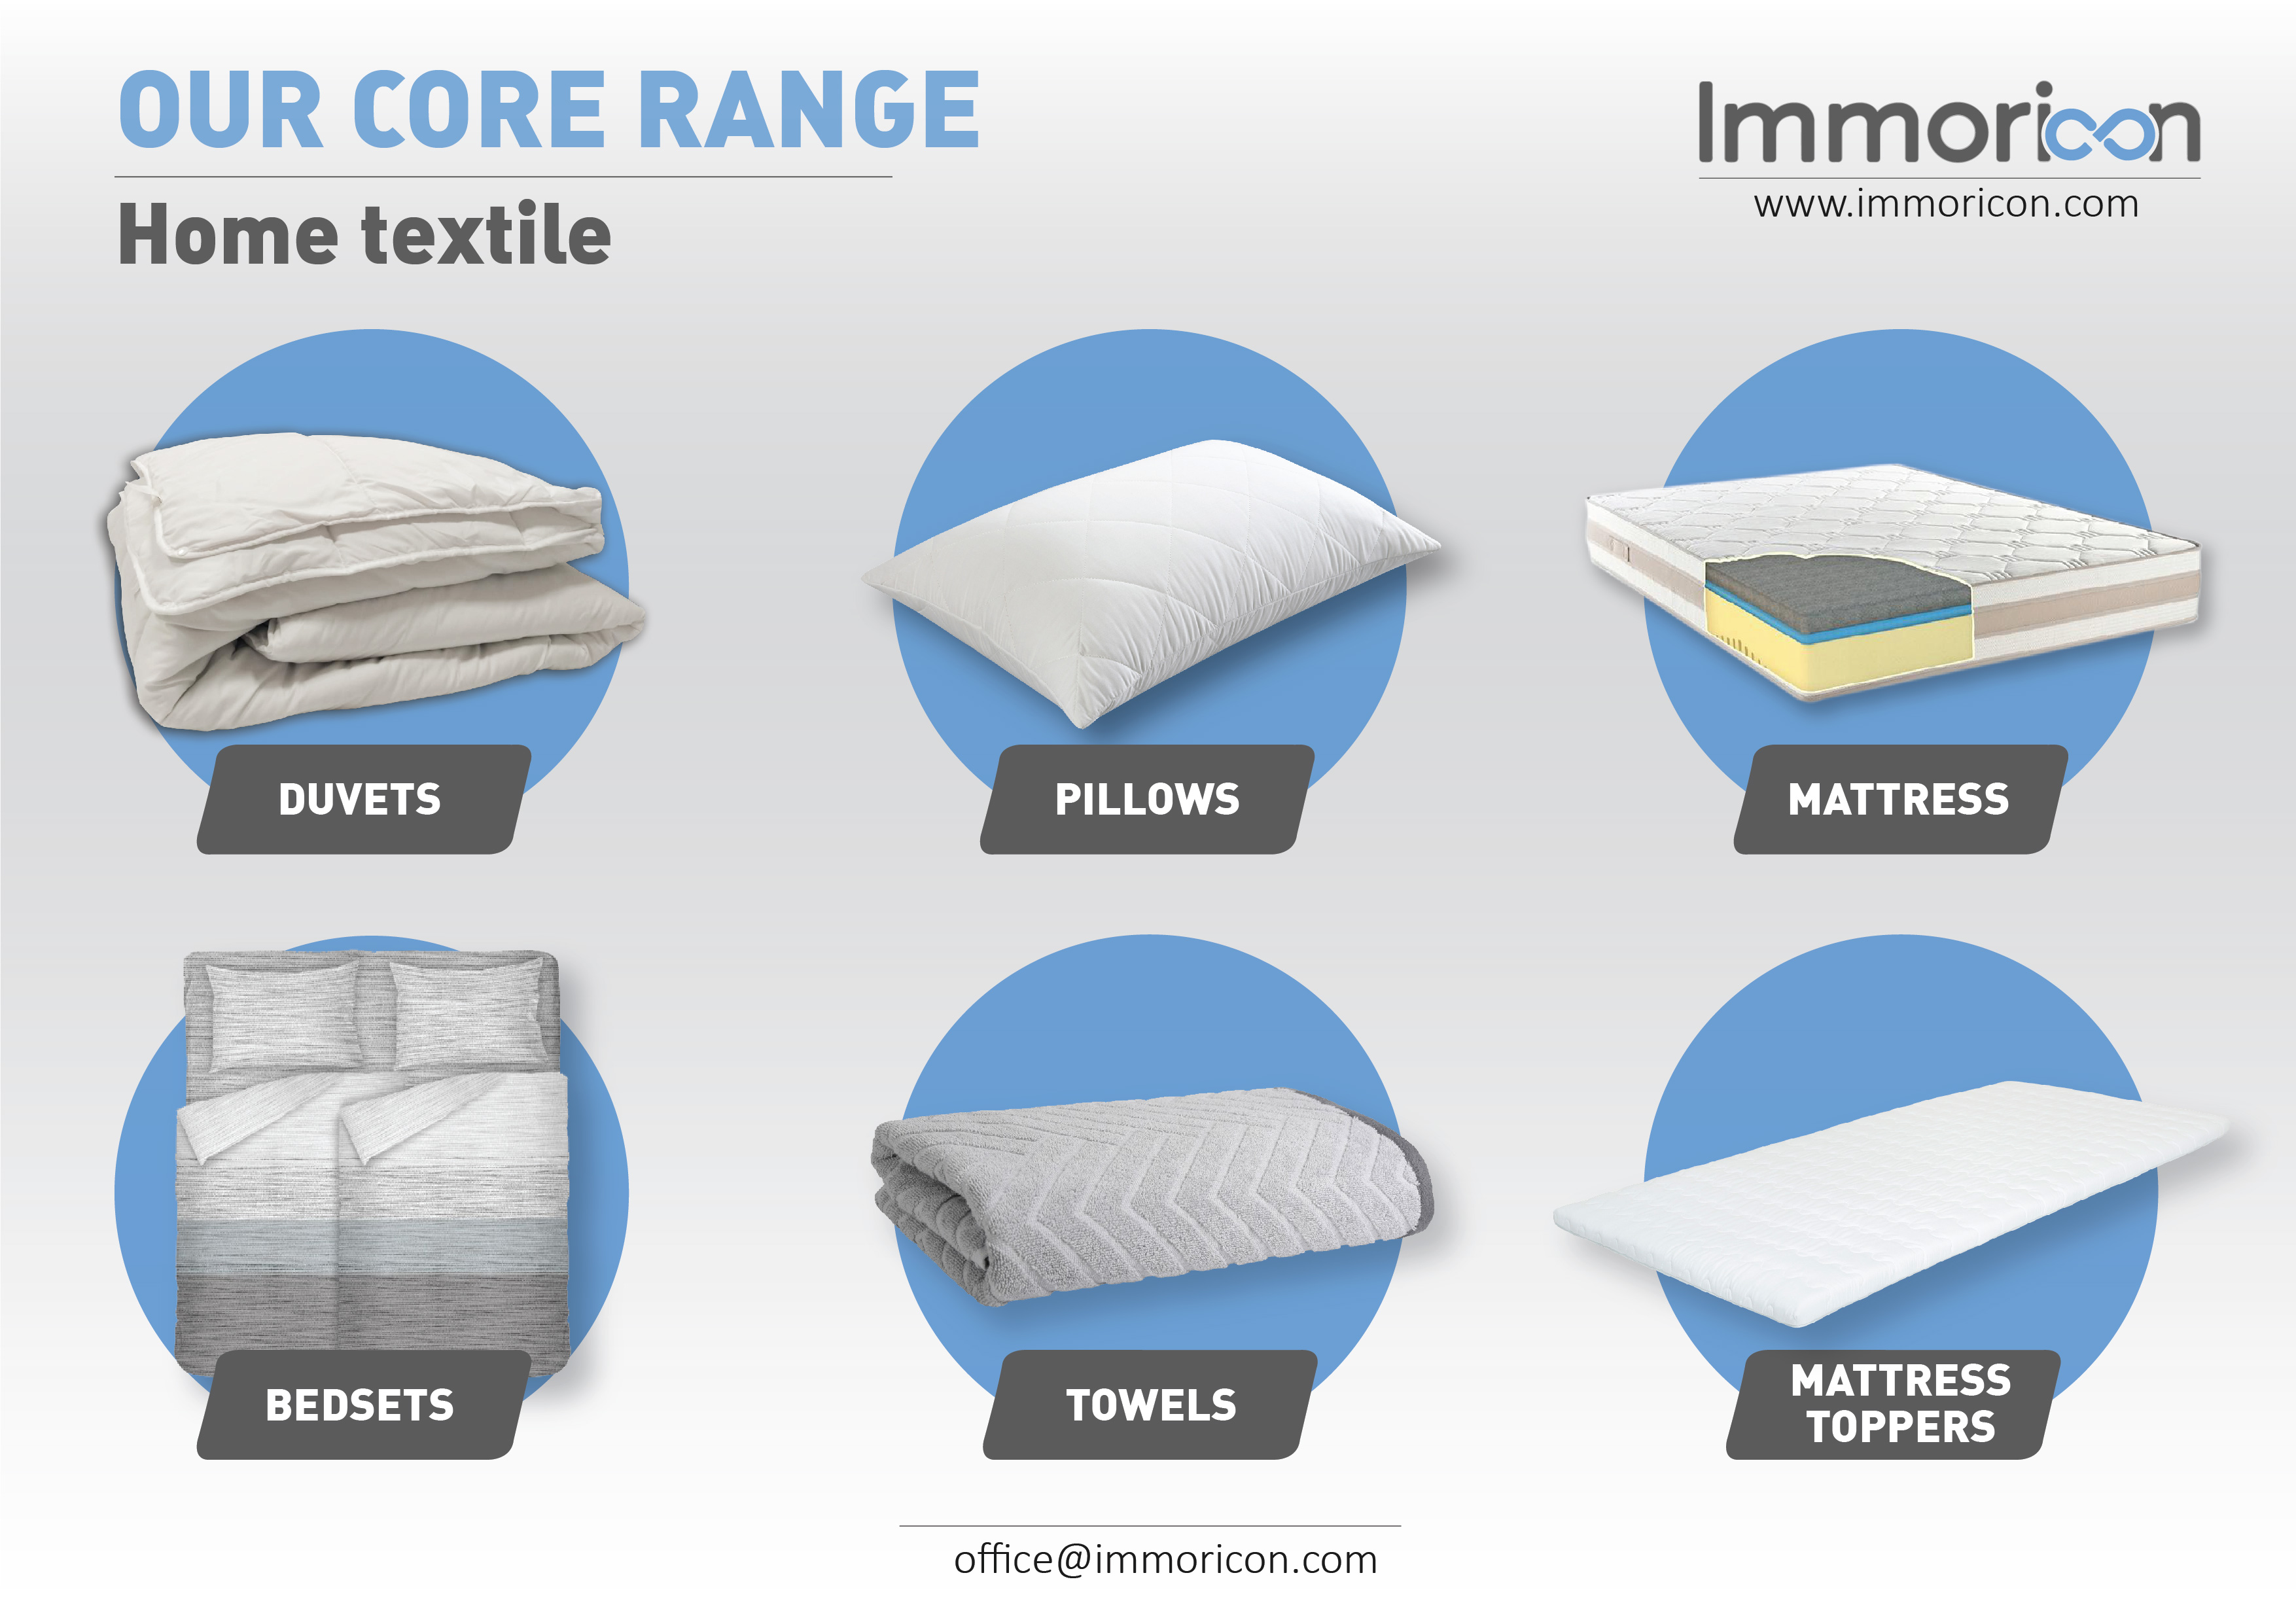 OUR CORE RANGE
Home textile
Immoricon
www.immoricon.com
DUVETS
PILLOWS
MATTRESS
BEDSETS
TOWELS
MATTRESS
TOPPERS
office@immoricon.com